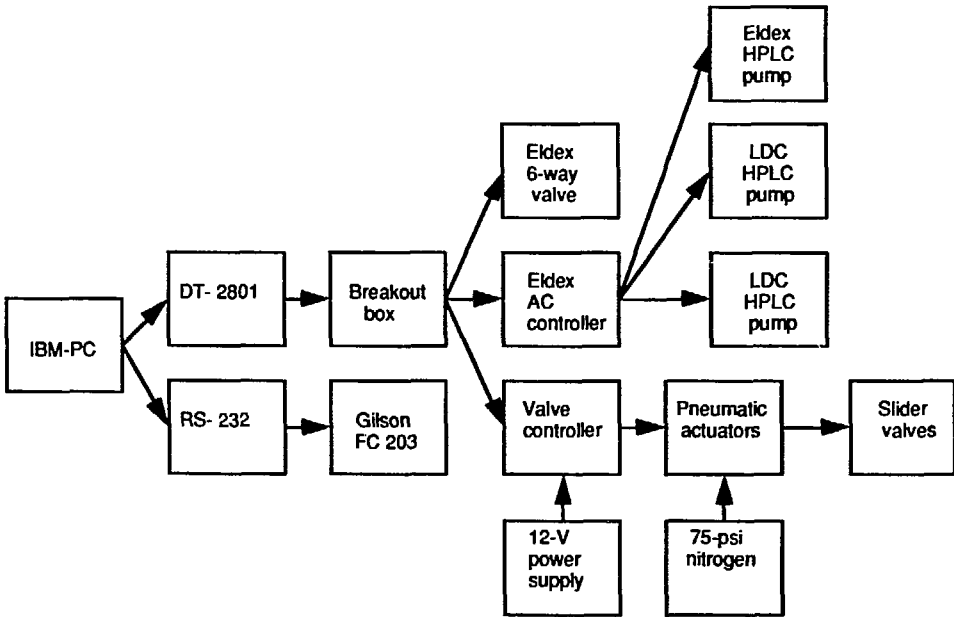 Eldex
HPLC
pump
Eldex
6-way
valve
LDC
HPLC
pump
IBM-PC
DT- 2801
Breakout
box
Eldex
AC
controller
LDC
HPLC
pump
RS- 232
Gilson
FC 203
Valve
controller
Pneumatic
actuators
Slider
valves
12-V
power
supply
75-psi
nitrogen